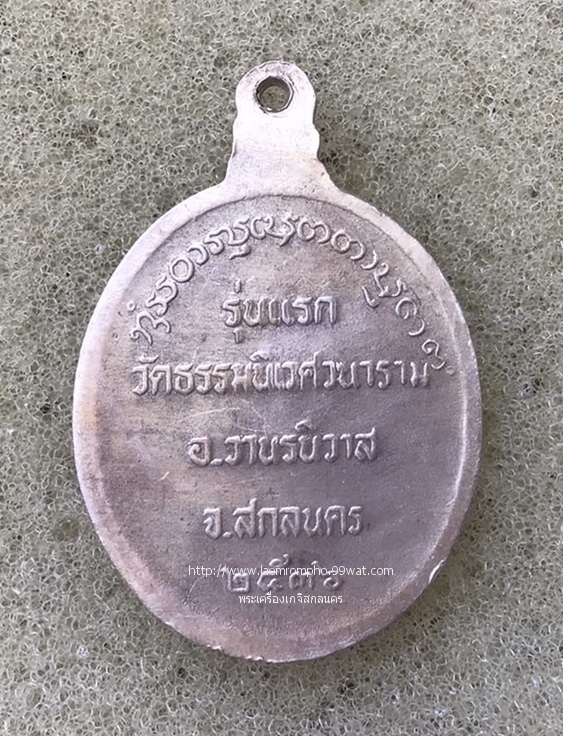 รุ่นแรก
วัดธรรมนิเวศวนาราม
อ.วานรนิวาส
จ.สกลนคร
http://www.laomrompho.99wat.com
๒๕๓๖
พระเครื่องเกจิสกลนคร